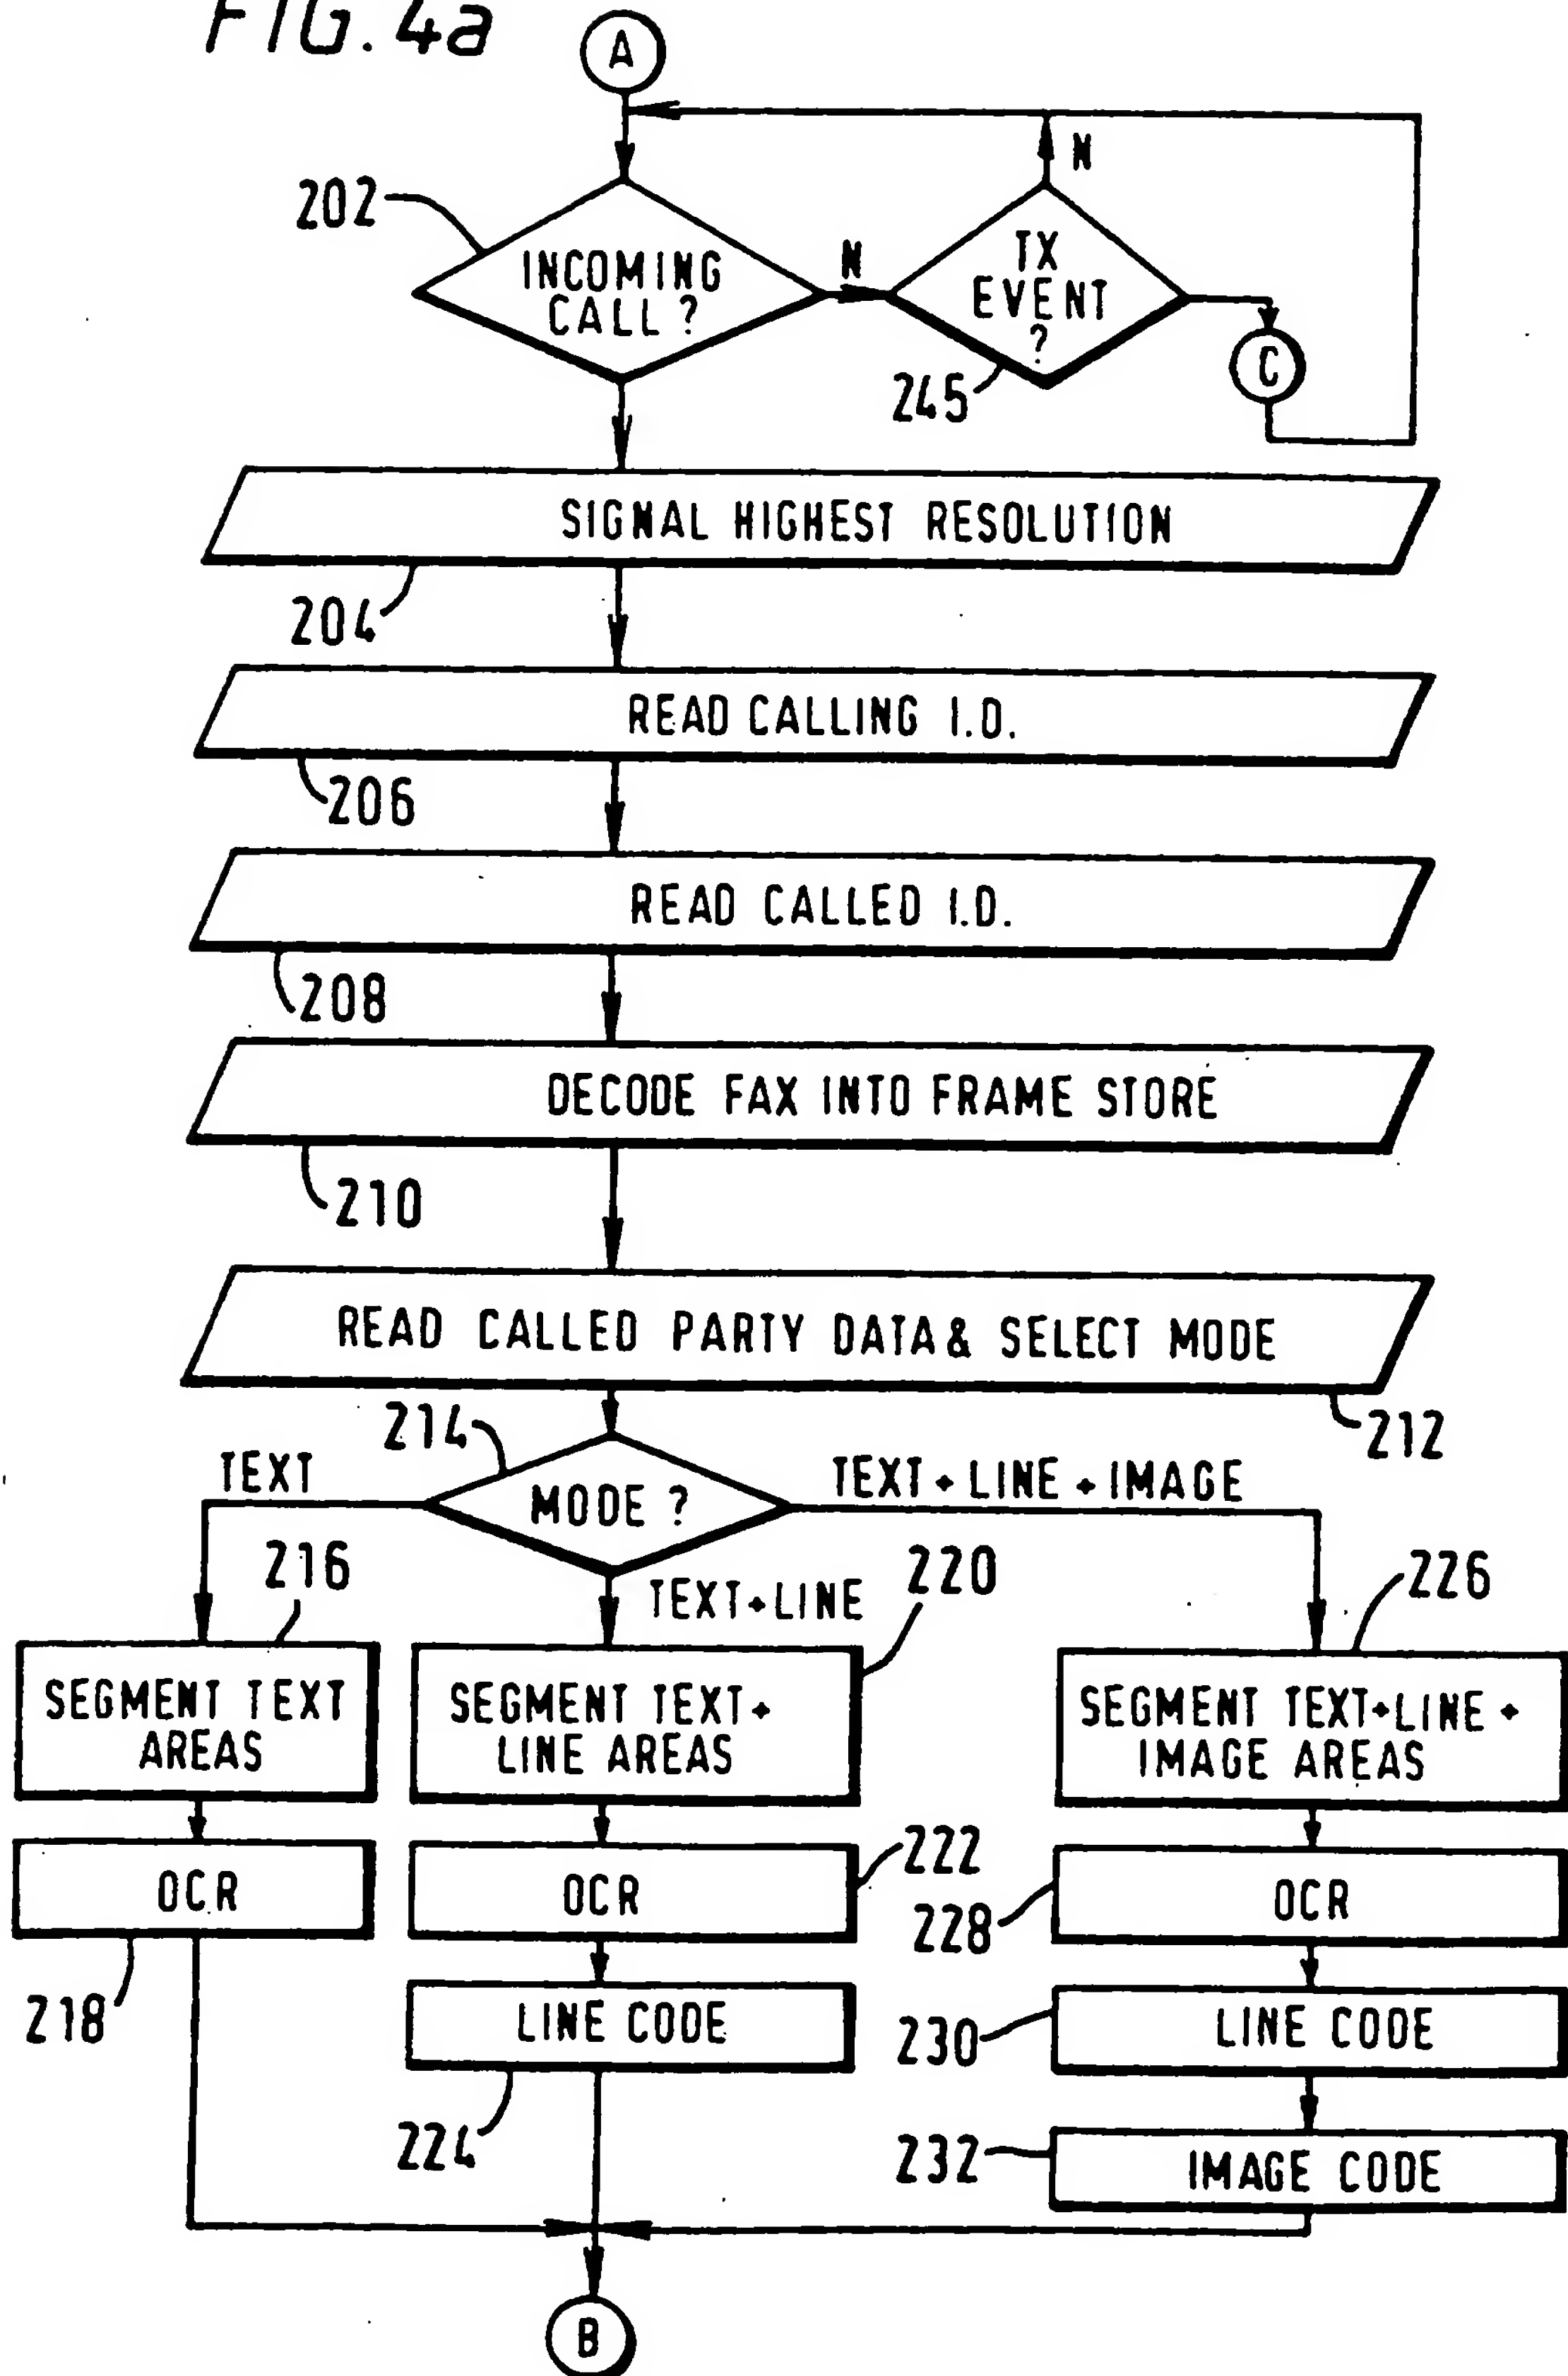 FIG. 4a
A
N
202
INCOMING
CALL ?
N
TX
EVENT
?
245
C
SIGNAL HIGHEST RESOLUTION
204
READ CALLING I.D.
206
READ CALLED I.D.
208
DECODE FAX INTO FRAME STORE
210
READ CALLED PARTY DATA & SELECT MODE
212
214
MODE ?
TEXT
TEXT + LINE + IMAGE
TEXT + LINE
216
220
226
SEGMENT TEXT
AREAS
SEGMENT TEXT +
LINE AREAS
SEGMENT TEXT + LINE +
IMAGE AREAS
OCR
218
OCR
222
OCR
228
LINE CODE
224
LINE CODE
230
IMAGE CODE
232
B